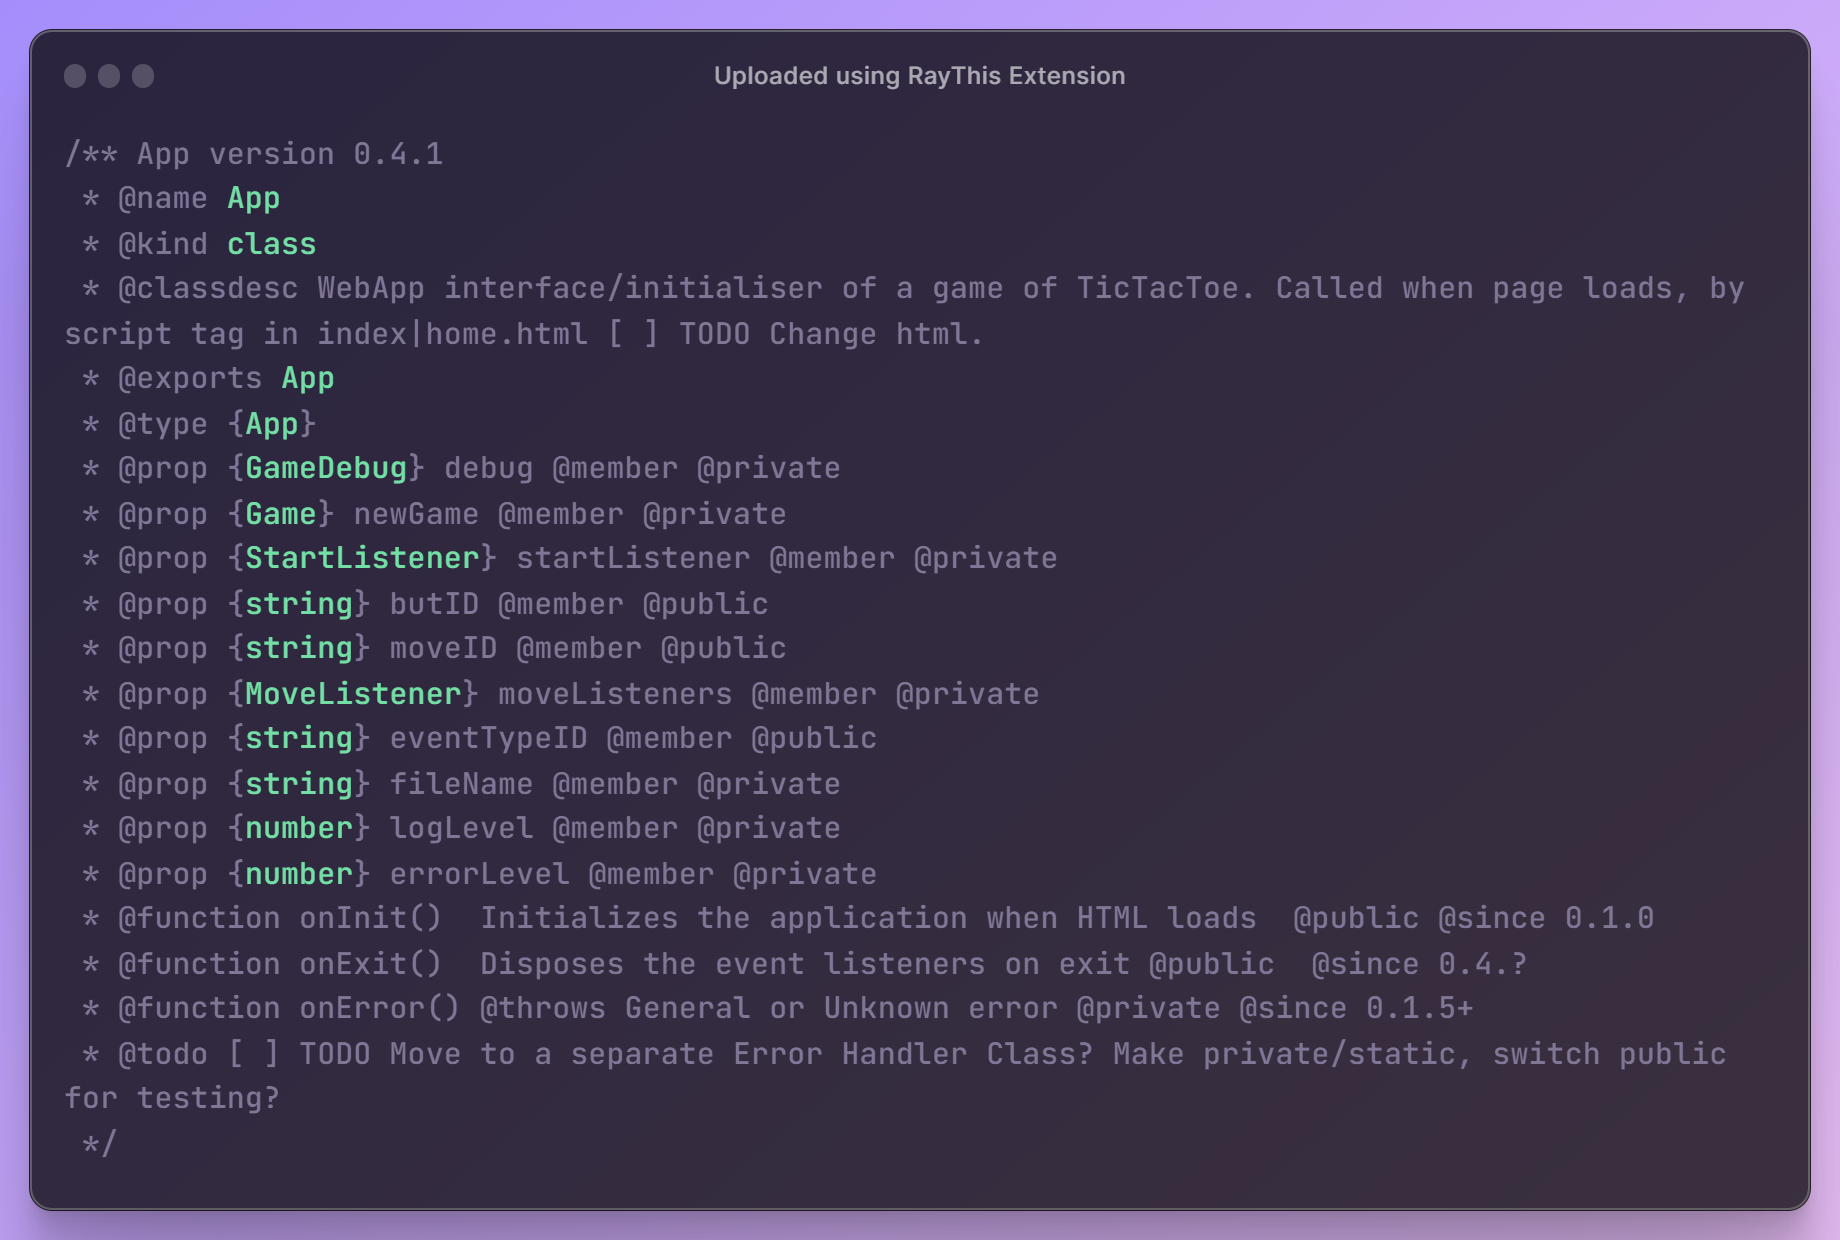 Uploaded using RayThis Extension
/** App version 0.4.1
 * @name App
 * @kind class
 * @classdesc WebApp interface/initialiser of a game of TicTacToe. Called when page loads, by
script tag in index|home.html [ ] TODO Change html.
 * @exports App
 * @type {App}
 * @prop {GameDebug} debug @member @private
 * @prop {Game} newGame @member @private
 * @prop {StartListener} startListener @member @private
 * @prop {string} butID @member @public
 * @prop {string} moveID @member @public
 * @prop {MoveListener} moveListeners @member @private
 * @prop {string} eventTypeID @member @public
 * @prop {string} fileName @member @private
 * @prop {number} logLevel @member @private
 * @prop {number} errorLevel @member @private
 * @function onInit()  Initializes the application when HTML loads  @public @since 0.1.0
 * @function onExit()  Disposes the event listeners on exit @public  @since 0.4.?
 * @function onError() @throws General or Unknown error @private @since 0.1.5+
 * @todo [ ] TODO Move to a separate Error Handler Class? Make private/static, switch public
for testing?
 */